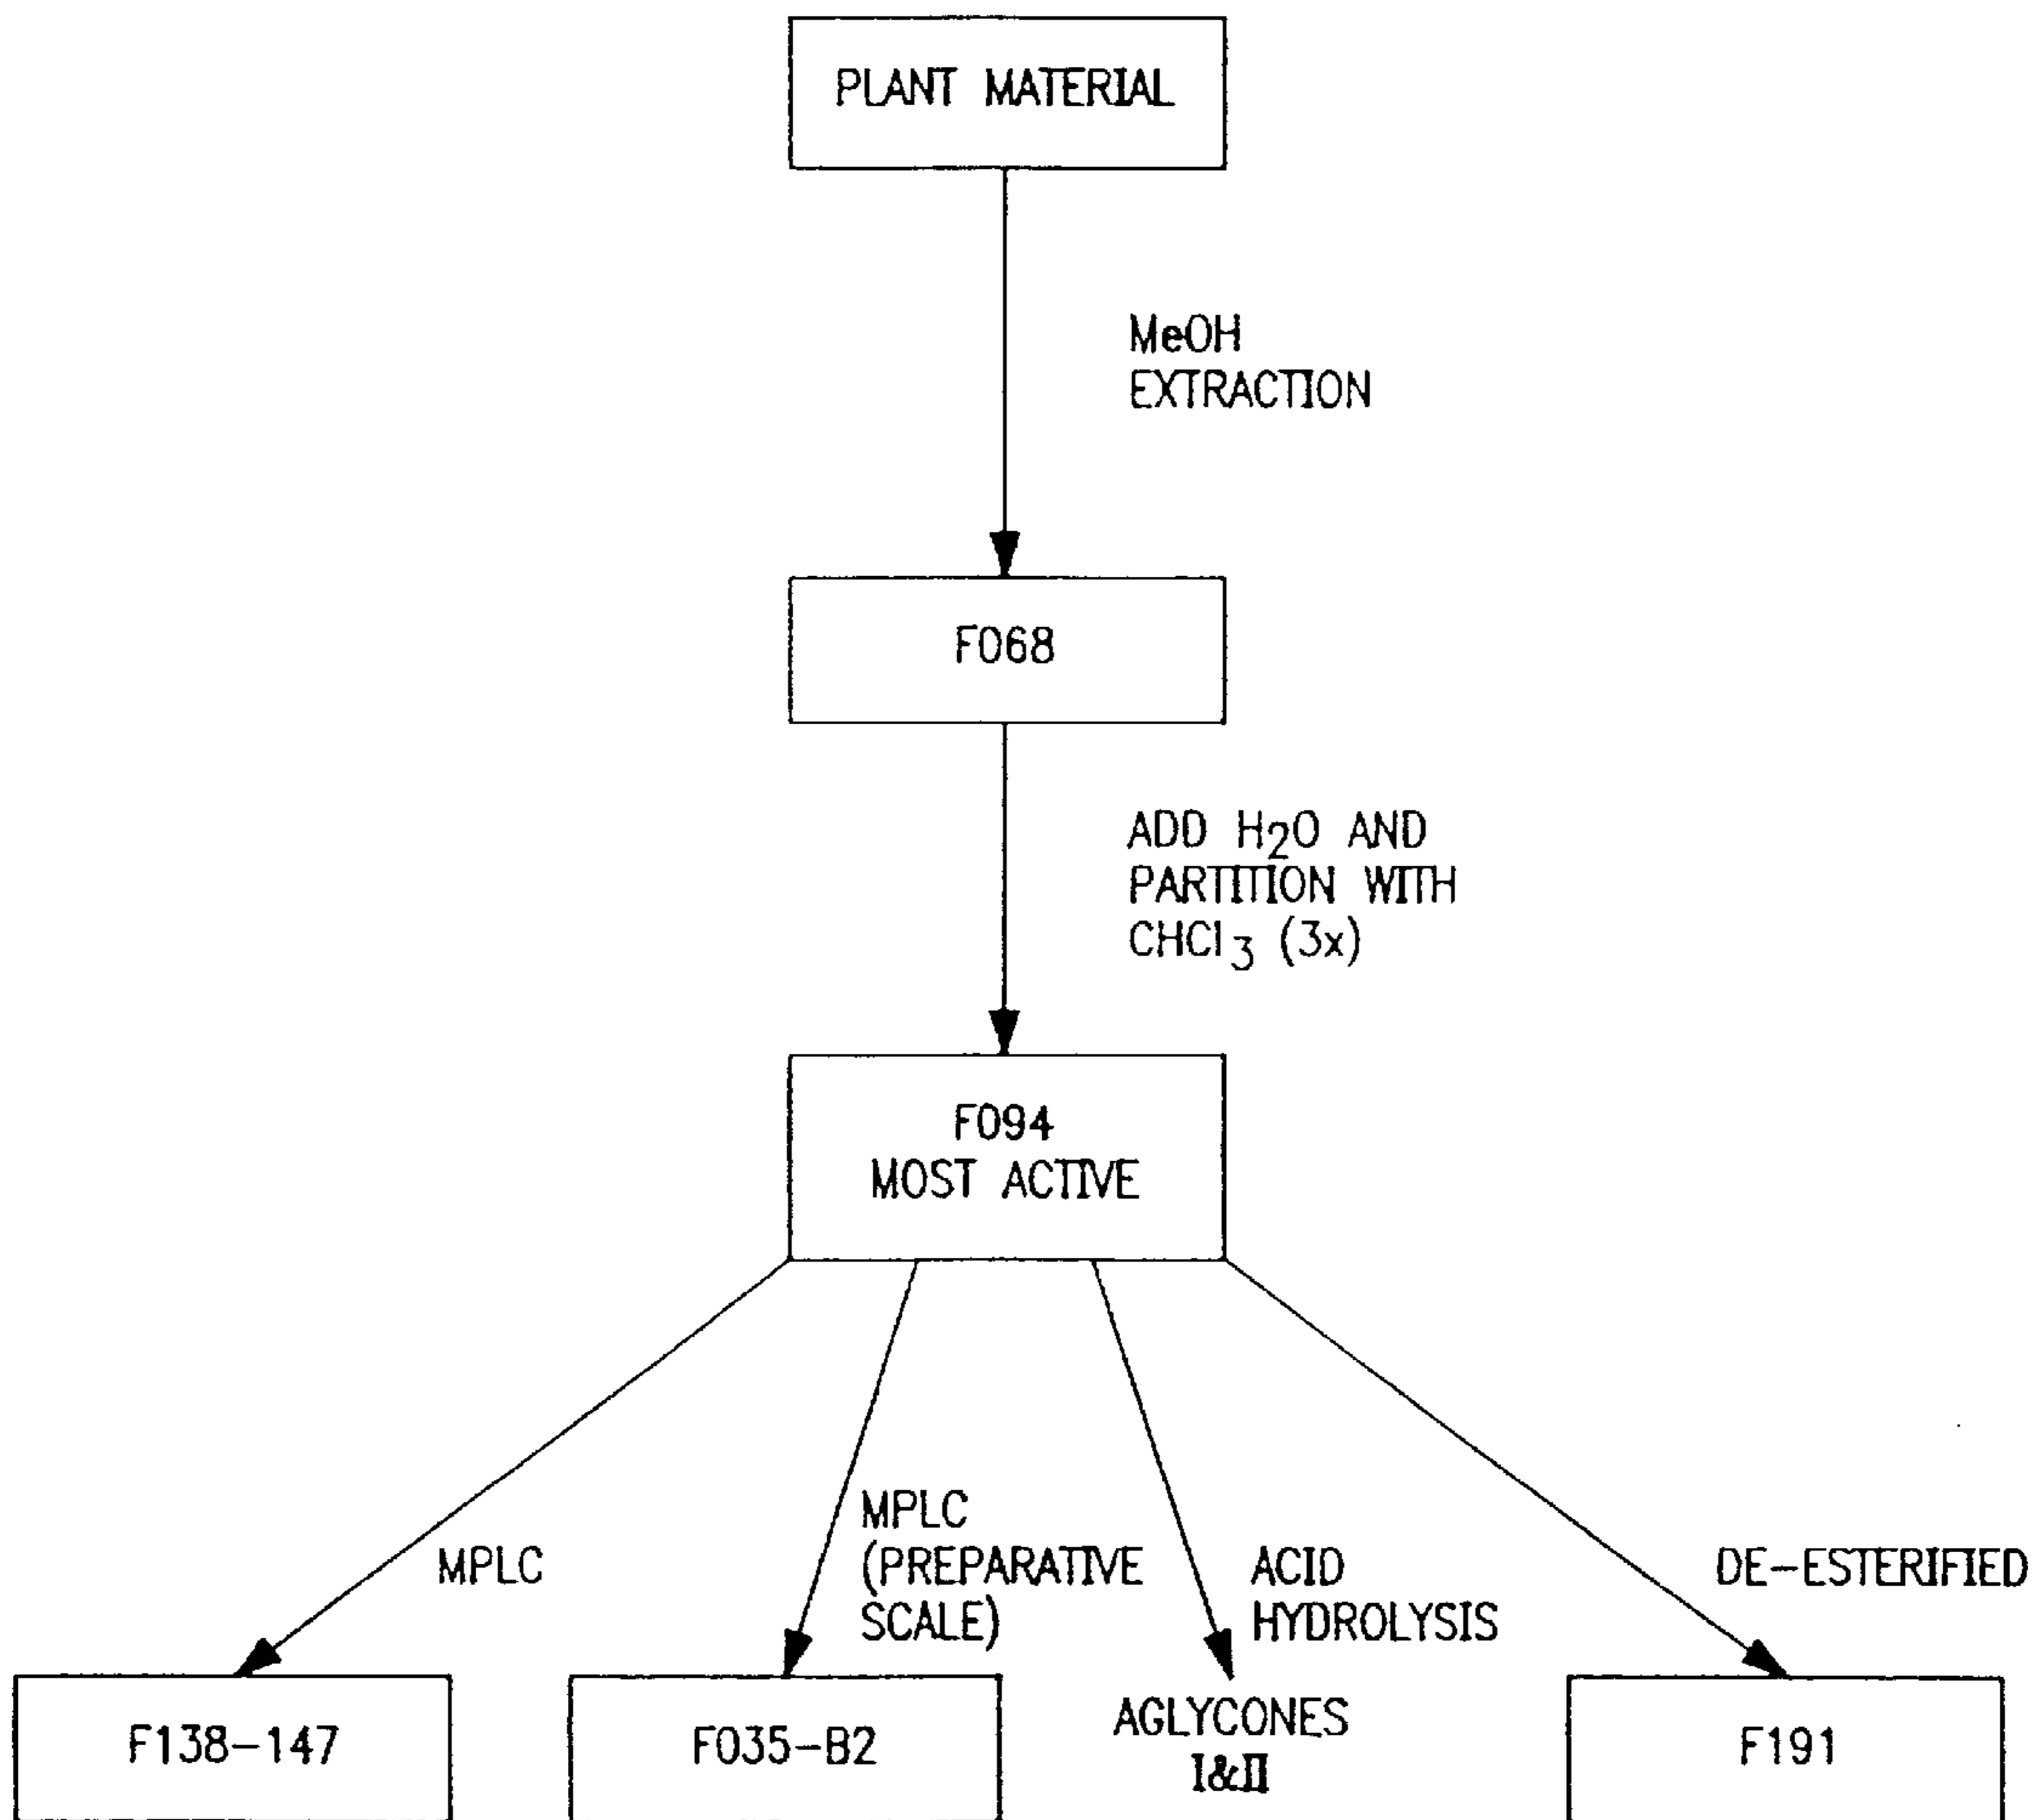 PLANT MATERIAL
MeOH
EXTRACTION
F068
ADD H2O AND
PARTITION WITH
CHCl3 (3x)
F094
MOST ACTIVE
MPLC
MPLC
(PREPARATIVE
SCALE)
ACID
HYDROLYSIS
DE-ESTERIFIED
F138-147
F035-B2
AGLYCONES
I&II
F191